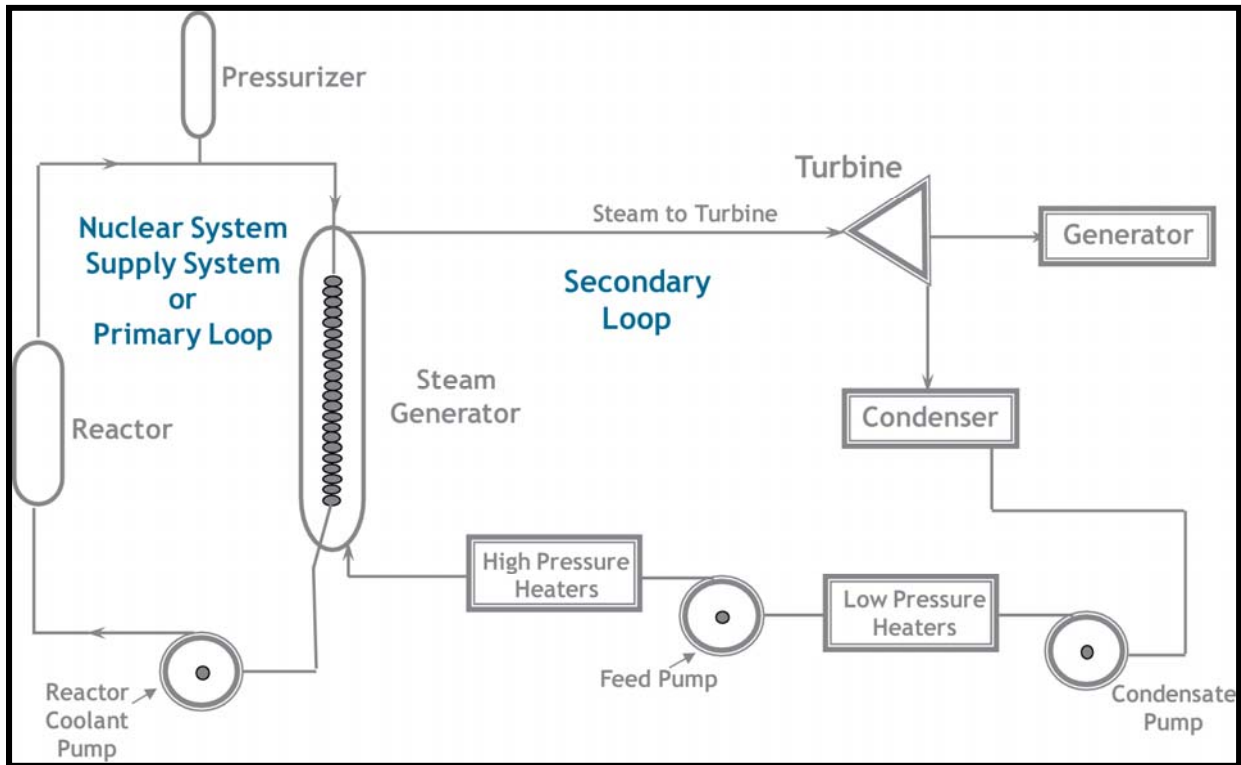 Pressurizer
Nuclear System
Supply System
or
Primary Loop
Reactor
Reactor
Coolant
Pump
Steam
Generator
Steam to Turbine
Secondary
Loop
Turbine
Generator
Condenser
High Pressure
Heaters
Feed Pump
Low Pressure
Heaters
Condensate
Pump